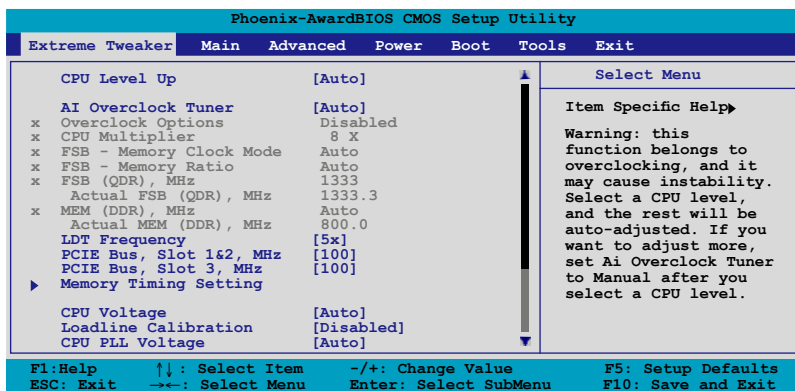 Phoenix-AwardBIOS CMOS Setup Utility
Extreme Tweaker Main Advanced Power Boot Tools Exit
CPU Level Up [Auto]
AI Overclock Tuner [Auto]
x Overclock Options Disabled
x CPU Multiplier 8 X
x FSB - Memory Clock Mode Auto
x FSB - Memory Ratio Auto
x FSB (QDR), MHz 1333
Actual FSB (QDR), MHz 1333.3
x MEM (DDR), MHz Auto
Actual MEM (DDR), MHz 800.0
LDT Frequency [5x]
PCIE Bus, Slot 1&2, MHz [100]
PCIE Bus, Slot 3, MHz [100]
Memory Timing Setting
CPU Voltage [Auto]
Loadline Calibration [Disabled]
CPU PLL Voltage [Auto]
Select Menu
Item Specific Help
Warning: this
function belongs to
overclocking, and it
may cause instability.
Select a CPU level,
and the rest will be
auto-adjusted. If you
want to adjust more,
set Ai Overclock Tuner
to Manual after you
select a CPU level.
F1:Help ↑↓ : Select Item -/+: Change Value F5: Setup Defaults
ESC: Exit →←: Select Menu Enter: Select SubMenu F10: Save and Exit